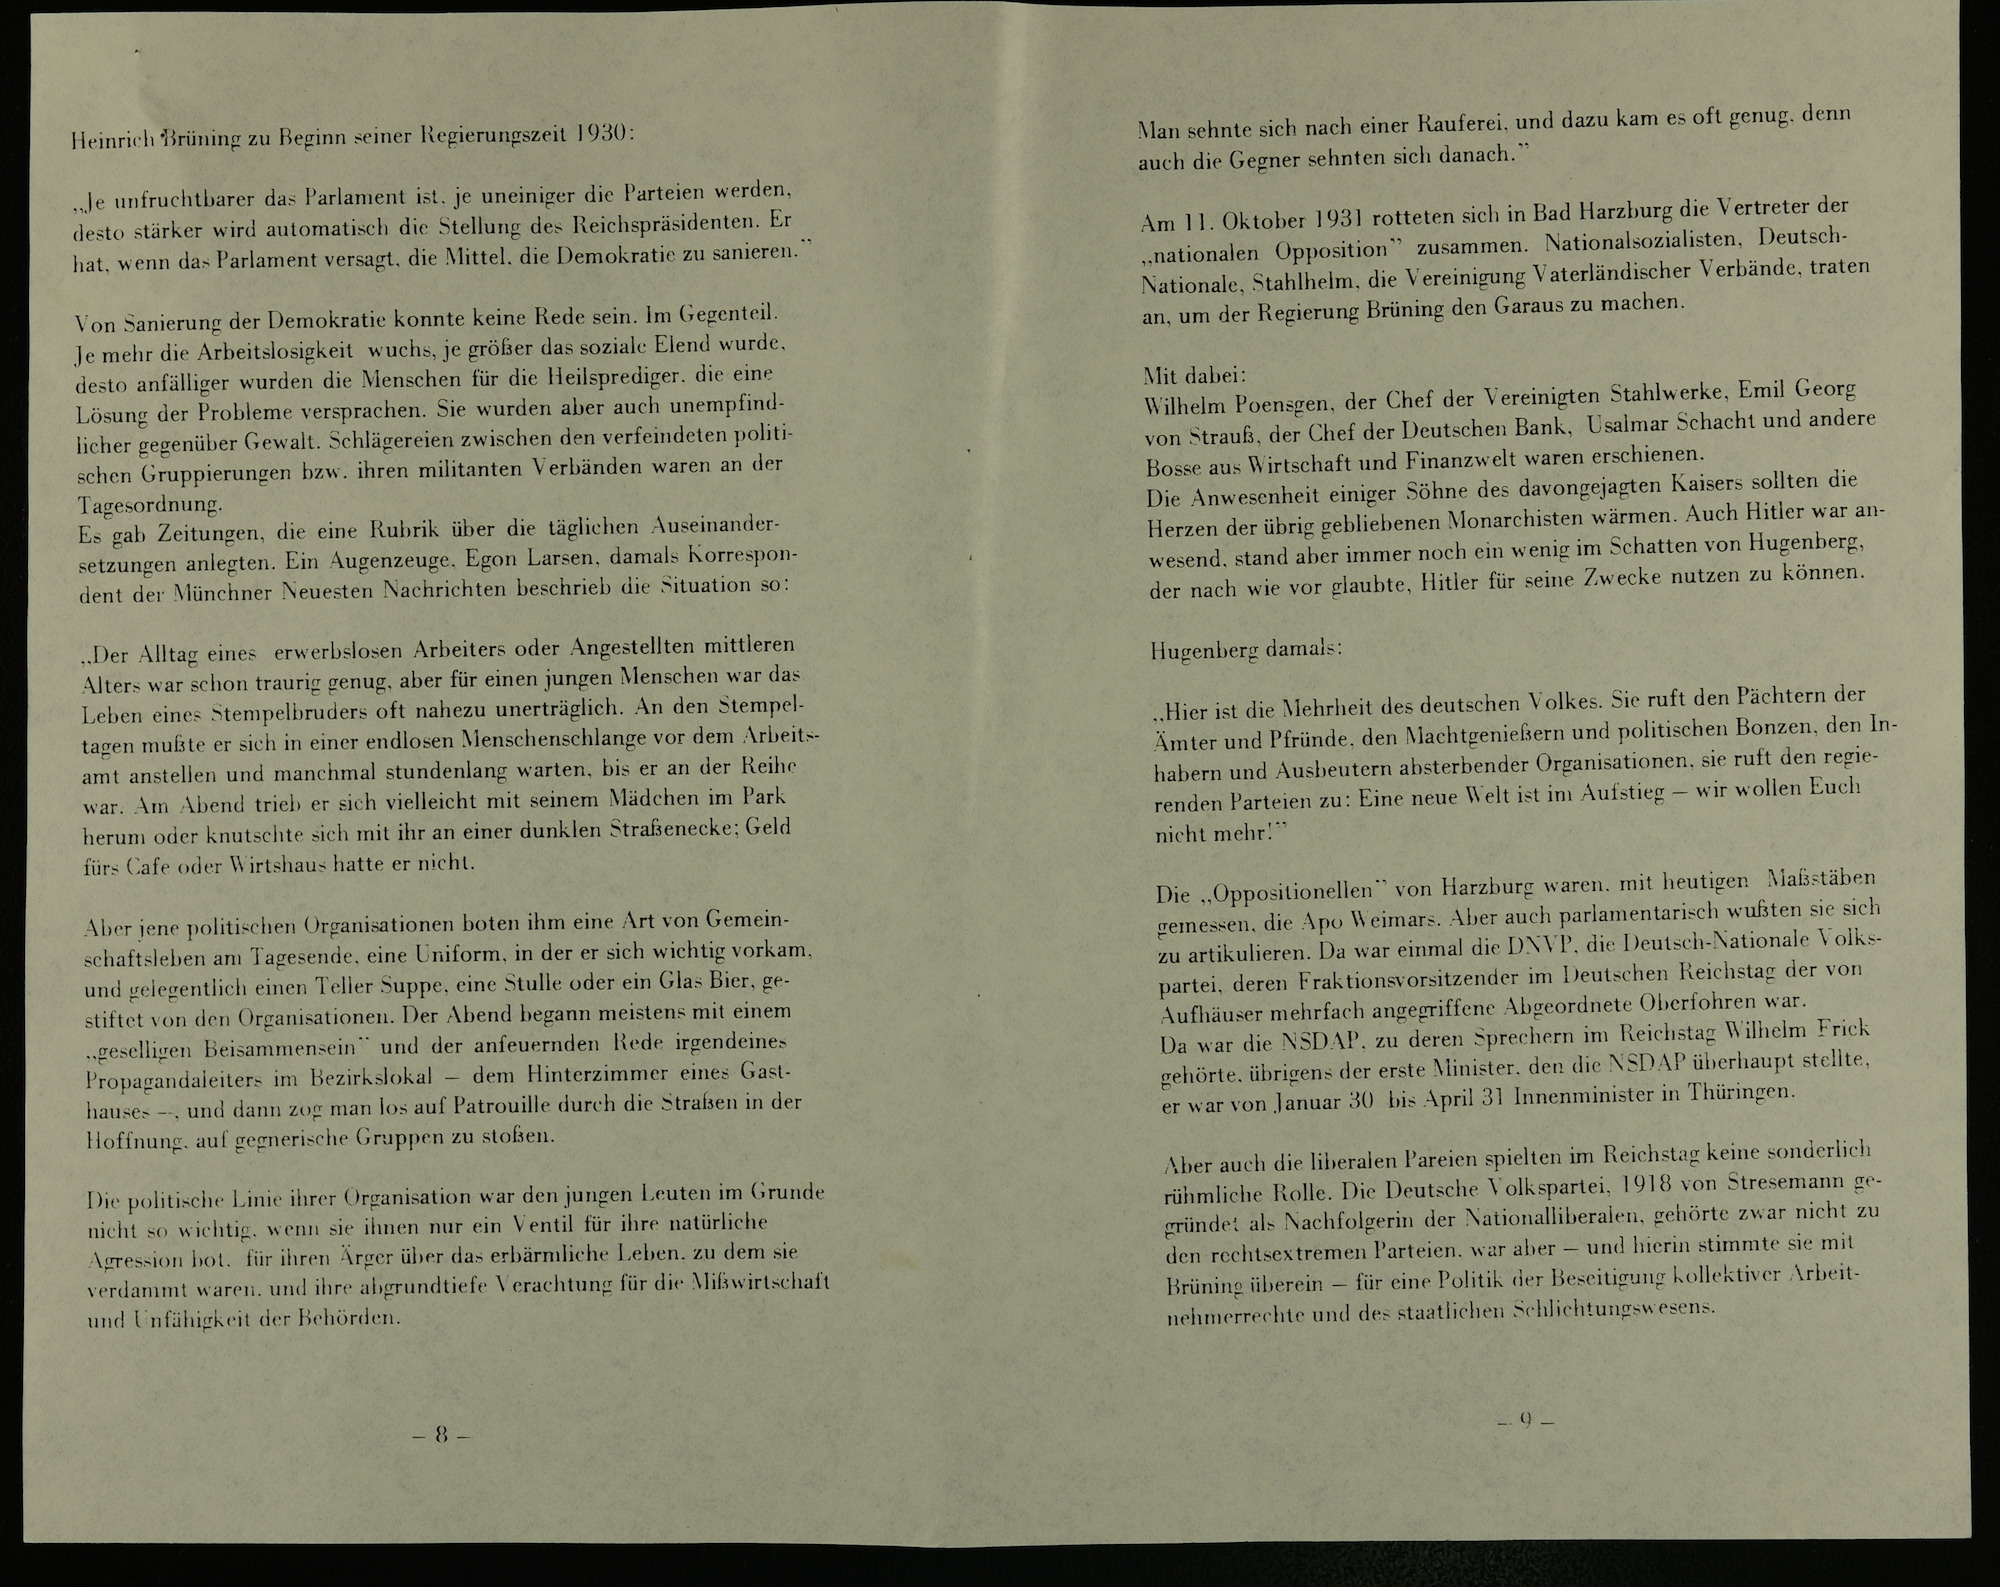 Heinrich Brüning zu Beginn seiner Regierungszeit 1930:
„Je unfruchtbarer das Parlament ist, je uneiniger die Parteien werden,
desto stärker wird automatisch die Stellung des Reichspräsidenten. Er
hat, wenn das Parlament versagt, die Mittel, die Demokratie zu sanieren.”
Von Sanierung der Demokratie konnte keine Rede sein. Im Gegenteil.
Je mehr die Arbeitslosigkeit wuchs, je größer das soziale Elend wurde,
desto anfälliger wurden die Menschen für die Heilsprediger, die eine
Lösung der Probleme versprachen. Sie wurden aber auch unempfind-
licher gegenüber Gewalt. Schlägereien zwischen den verfeindeten politi-
schen Gruppierungen bzw. ihren militanten Verbänden waren an der
Tagesordnung.
Es gab Zeitungen, die eine Rubrik über die täglichen Auseinander-
setzungen anlegten. Ein Augenzeuge, Egon Larsen, damals Korrespon-
dent der Münchner Neuesten Nachrichten beschrieb die Situation so:
„Der Alltag eines erwerbslosen Arbeiters oder Angestellten mittleren
Alters war schon traurig genug, aber für einen jungen Menschen war das
Leben eines Stempelbruders oft nahezu unerträglich. An den Stempel-
tagen mußte er sich in einer endlosen Menschenschlange vor dem Arbeits-
amt anstellen und manchmal stundenlang warten, bis er an der Reihe
war. Am Abend trieb er sich vielleicht mit seinem Mädchen im Park
herum oder knutschte sich mit ihr an einer dunklen Straßenecke; Geld
fürs Cafe oder Wirtshaus hatte er nicht.
Aber jene politischen Organisationen boten ihm eine Art von Gemein-
schaftsleben am Tagesende, eine Uniform, in der er sich wichtig vorkam,
und gelegentlich einen Teller Suppe, eine Stulle oder ein Glas Bier, ge-
stiftet von den Organisationen. Der Abend begann meistens mit einem
„geselligen Beisammensein” und der anfeuernden Rede irgendeines
Propagandaleiters im Bezirkslokal – dem Hinterzimmer eines Gast-
hauses –, und dann zog man los auf Patrouille durch die Straßen in der
Hoffnung, auf gegnerische Gruppen zu stoßen.
Die politische Linie ihrer Organisation war den jungen Leuten im Grunde
nicht so wichtig, wenn sie ihnen nur ein Ventil für ihre natürliche
Agression bot, für ihren Ärger über das erbärmliche Leben, zu dem sie
verdammt waren, und ihre abgrundtiefe Verachtung für die Mißwirtschaft
und Unfähigkeit der Behörden.
– 8 –
Man sehnte sich nach einer Rauferei, und dazu kam es oft genug, denn
auch die Gegner sehnten sich danach.”
Am 11. Oktober 1931 rotteten sich in Bad Harzburg die Vertreter der
„nationalen Opposition” zusammen. Nationalsozialisten, Deutsch-
Nationale, Stahlhelm, die Vereinigung Vaterländischer Verbände, traten
an, um der Regierung Brüning den Garaus zu machen.
Mit dabei:
Wilhelm Poensgen, der Chef der Vereinigten Stahlwerke, Emil Georg
von Strauß, der Chef der Deutschen Bank, Usalmar Schacht und andere
Bosse aus Wirtschaft und Finanzwelt waren erschienen.
Die Anwesenheit einiger Söhne des davongejagten Kaisers sollten die
Herzen der übrig gebliebenen Monarchisten wärmen. Auch Hitler war an-
wesend, stand aber immer noch ein wenig im Schatten von Hugenberg,
der nach wie vor glaubte, Hitler für seine Zwecke nutzen zu können.
Hugenberg damals:
„Hier ist die Mehrheit des deutschen Volkes. Sie ruft den Pächtern der
Ämter und Pfründe, den Machtgenießern und politischen Bonzen, den In-
habern und Ausbeutern absterbender Organisationen, sie ruft den regie-
renden Parteien zu: Eine neue Welt ist im Aufstieg – wir wollen Euch
nicht mehr!”
Die „Oppositionellen” von Harzburg waren, mit heutigen Maßstäben
gemessen, die Apo Weimars. Aber auch parlamentarisch wußten sie sich
zu artikulieren. Da war einmal die DNVP, die Deutsch-Nationale Volks-
partei, deren Fraktionsvorsitzender im Deutschen Reichstag der von
Aufhäuser mehrfach angegriffene Abgeordnete Oberfohren war.
Da war die NSDAP, zu deren Sprechern im Reichstag Wilhelm Frick
gehörte, übrigens der erste Minister, den die NSDAP überhaupt stellte,
er war von Januar 30 bis April 31 Innenminister in Thüringen.
Aber auch die liberalen Pareien spielten im Reichstag keine sonderlich
rühmliche Rolle. Die Deutsche Volkspartei, 1918 von Stresemann ge-
gründet als Nachfolgerin der Nationalliberalen, gehörte zwar nicht zu
den rechtsextremen Parteien, war aber – und hierin stimmte sie mit
Brüning überein – für eine Politik der Beseitigung kollektiver Arbeit-
nehmerrechte und des staatlichen Schlichtungswesens.
– 9 –